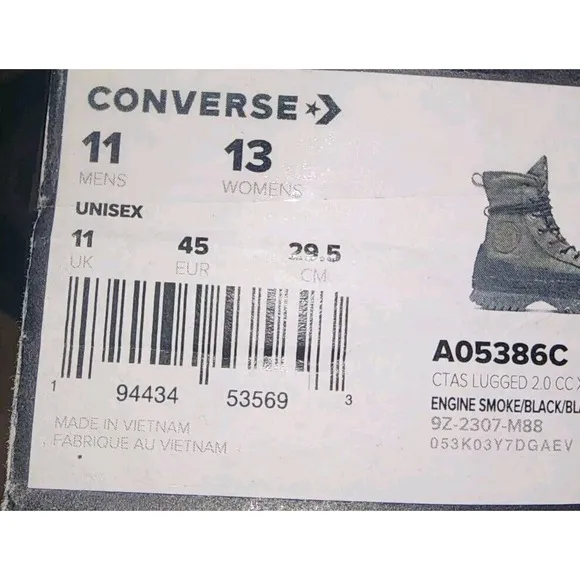 CONVERSE
11 13
MENS WOMENS
UNISEX
11 45 29.5
UK EUR CM
1 94434 53569 3
MADE IN VIETNAM
FABRIQUE AU VIETNAM
A05386C
CTAS LUGGED 2.0 CC
ENGINE SMOKE/BLACK/
9Z-2307-M88
053K03Y7DGAEV